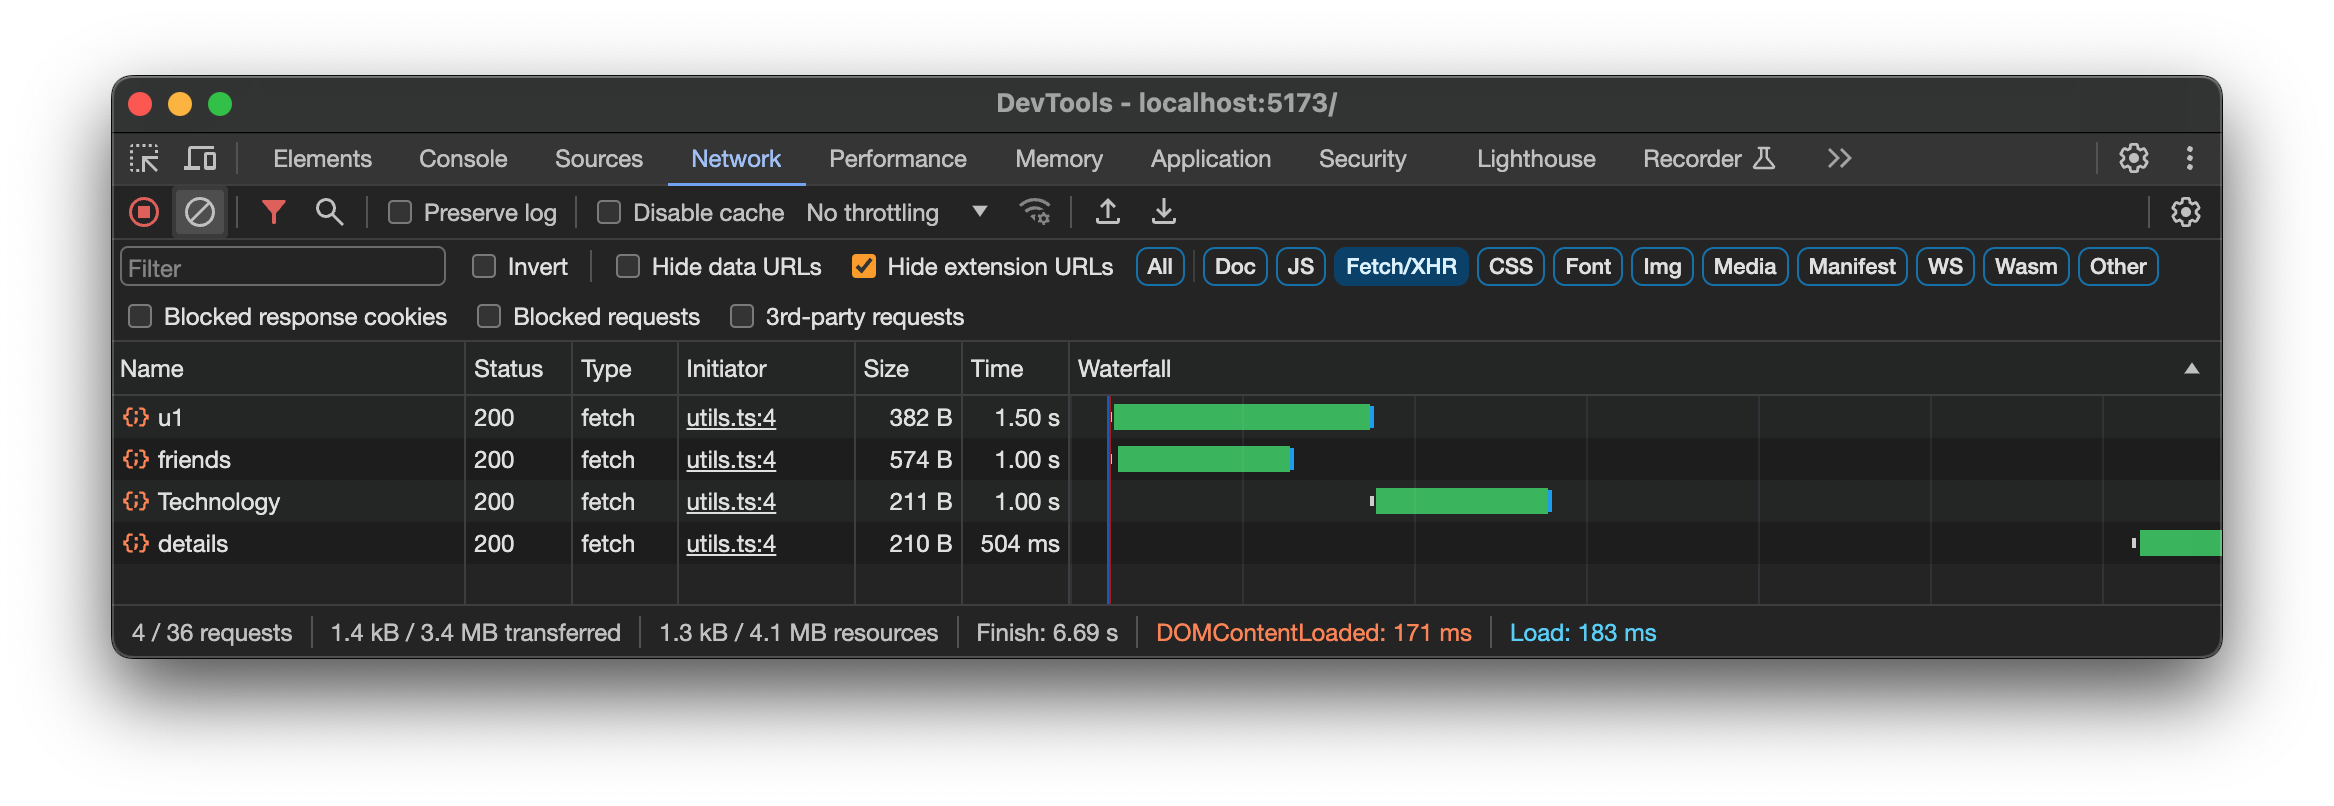 DevTools - localhost:5173/
Elements Console Sources Network Performance Memory Application Security Lighthouse Recorder
Preserve log Disable cache No throttling
Filter Invert Hide data URLs Hide extension URLs All Doc JS Fetch/XHR CSS Font Img Media Manifest WS Wasm Other
Blocked response cookies Blocked requests 3rd-party requests
Name Status Type Initiator Size Time Waterfall
u1 200 fetch utils.ts:4 382 B 1.50 s
friends 200 fetch utils.ts:4 574 B 1.00 s
Technology 200 fetch utils.ts:4 211 B 1.00 s
details 200 fetch utils.ts:4 210 B 504 ms
4 / 36 requests 1.4 kB / 3.4 MB transferred 1.3 kB / 4.1 MB resources Finish: 6.69 s DOMContentLoaded: 171 ms Load: 183 ms